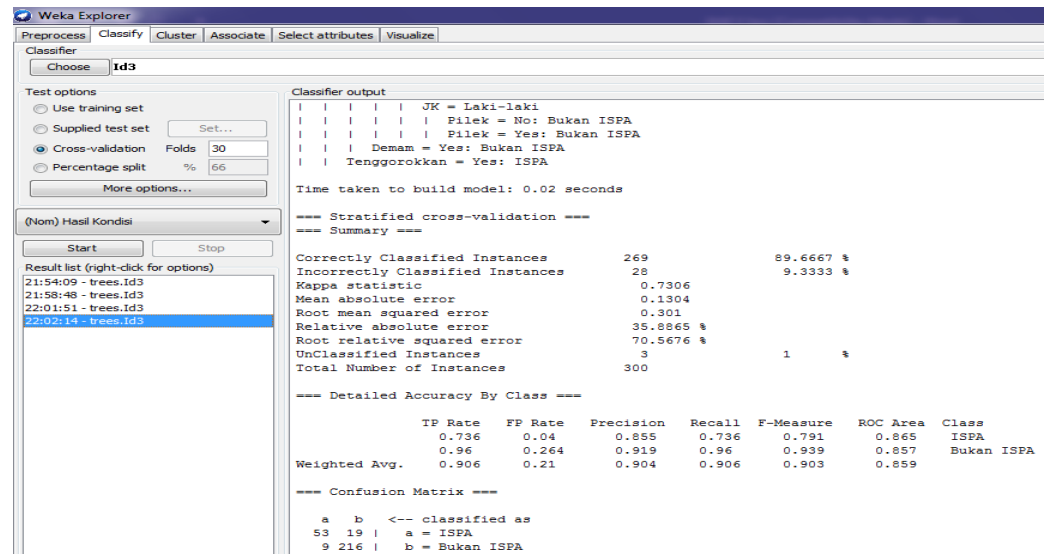 Weka Explorer
Preprocess Classify Cluster Associate Select attributes Visualize
Classifier
Choose Id3
Test options
Use training set
Supplied test set Set...
Cross-validation Folds 30
Percentage split % 66
More options...
(Nom) Hasil Kondisi
Start Stop
Result list (right-click for options)
21:54:09 - trees.Id3
21:58:48 - trees.Id3
22:01:51 - trees.Id3
22:02:14 - trees.Id3
Classifier output
| | | | | JK = Laki-laki
| | | | | | Pilek = No: Bukan ISPA
| | | | | | Pilek = Yes: Bukan ISPA
| | | Demam = Yes: Bukan ISPA
| | Tenggorokkan = Yes: ISPA
Time taken to build model: 0.02 seconds
=== Stratified cross-validation ===
=== Summary ===
Correctly Classified Instances 269 89.6667 %
Incorrectly Classified Instances 28 9.3333 %
Kappa statistic 0.7306
Mean absolute error 0.1304
Root mean squared error 0.301
Relative absolute error 35.8865 %
Root relative squared error 70.5676 %
UnClassified Instances 3 1 %
Total Number of Instances 300
=== Detailed Accuracy By Class ===
TP Rate FP Rate Precision Recall F-Measure ROC Area Class
0.736 0.04 0.855 0.736 0.791 0.865 ISPA
0.96 0.264 0.919 0.96 0.939 0.857 Bukan ISPA
Weighted Avg. 0.906 0.21 0.904 0.906 0.903 0.859
=== Confusion Matrix ===
a b <-- classified as
53 19 | a = ISPA
9 216 | b = Bukan ISPA